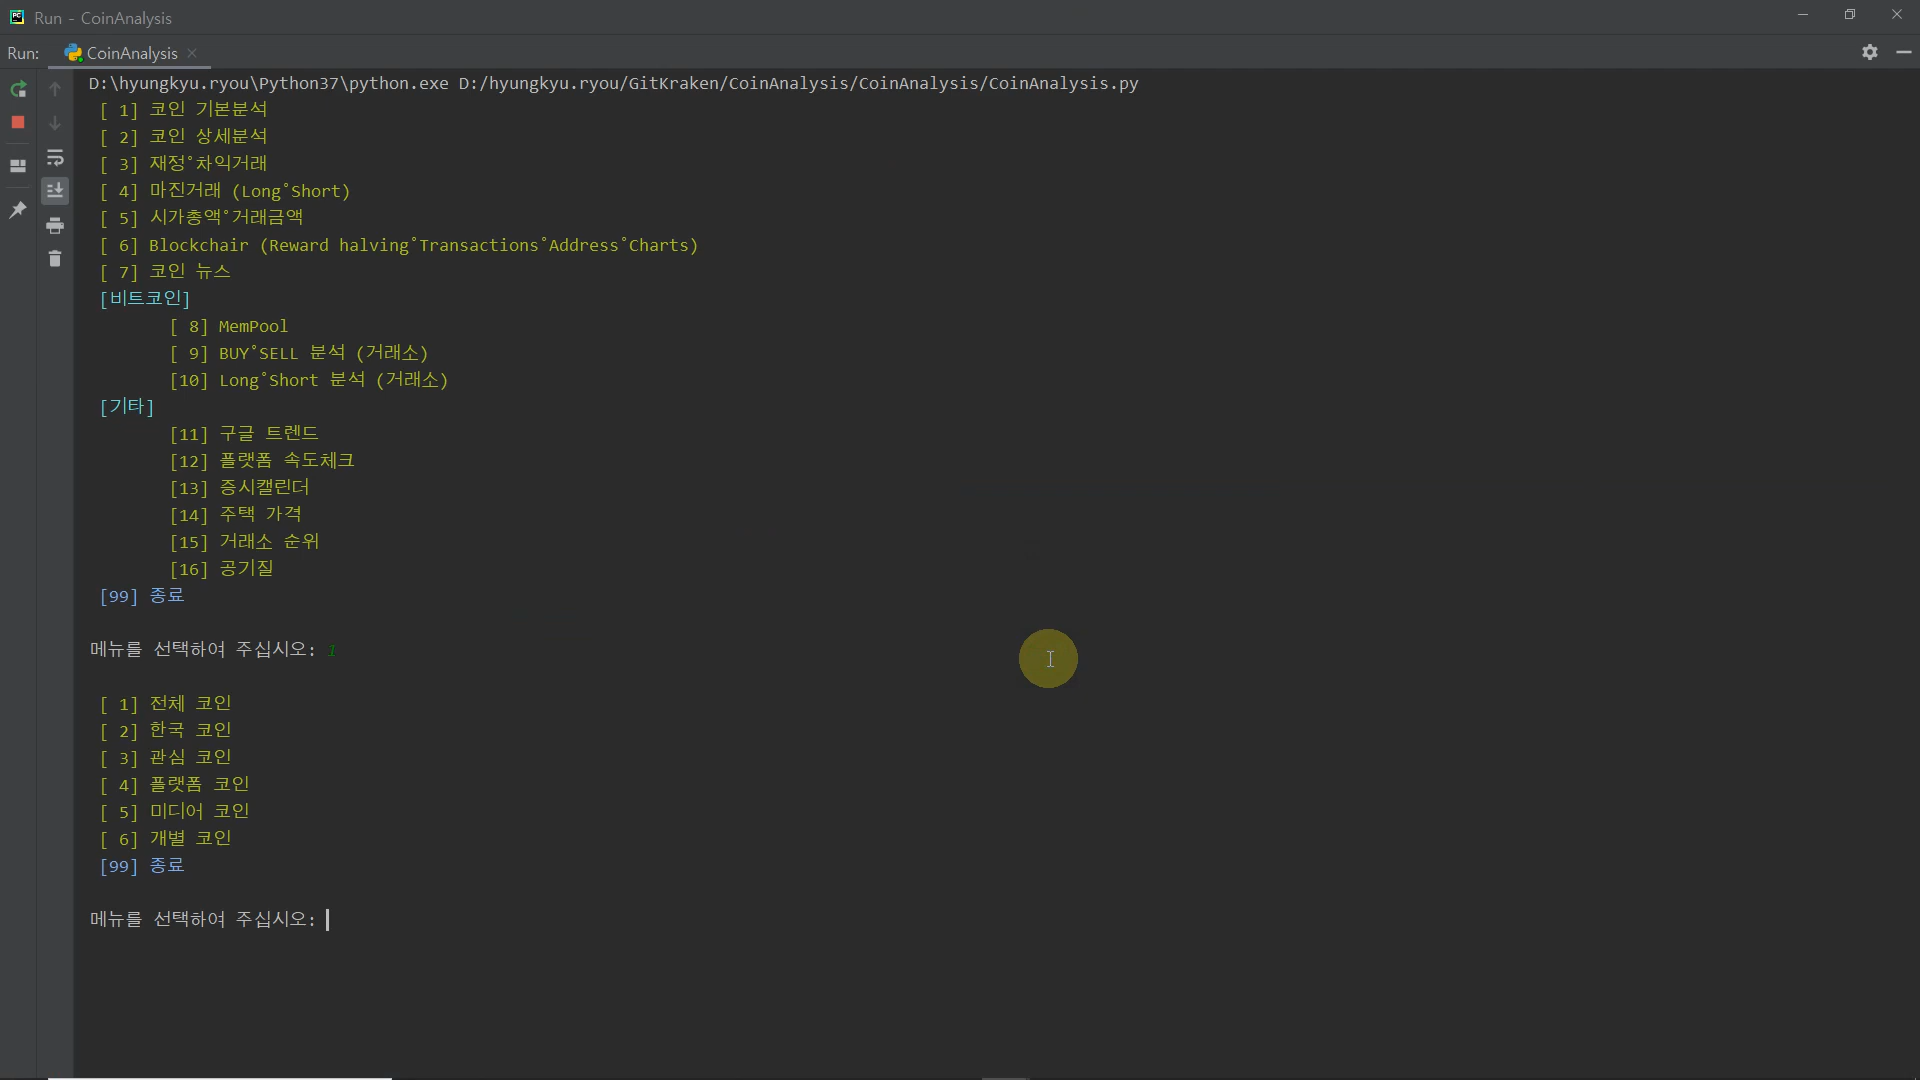 Run - CoinAnalysis
Run: CoinAnalysis
D:\hyungkyu.ryou\Python37\python.exe D:/hyungkyu.ryou/GitKraken/CoinAnalysis/CoinAnalysis/CoinAnalysis.py
[ 1] 코인 기본분석
[ 2] 코인 상세분석
[ 3] 재정˚차익거래
[ 4] 마진거래 (Long˚Short)
[ 5] 시가총액˚거래금액
[ 6] Blockchair (Reward halving˚Transactions˚Address˚Charts)
[ 7] 코인 뉴스
[비트코인]
[ 8] MemPool
[ 9] BUY˚SELL 분석 (거래소)
[10] Long˚Short 분석 (거래소)
[기타]
[11] 구글 트렌드
[12] 플랫폼 속도체크
[13] 증시캘린더
[14] 주택 가격
[15] 거래소 순위
[16] 공기질
[99] 종료
메뉴를 선택하여 주십시오: 1
[ 1] 전체 코인
[ 2] 한국 코인
[ 3] 관심 코인
[ 4] 플랫폼 코인
[ 5] 미디어 코인
[ 6] 개별 코인
[99] 종료
메뉴를 선택하여 주십시오: